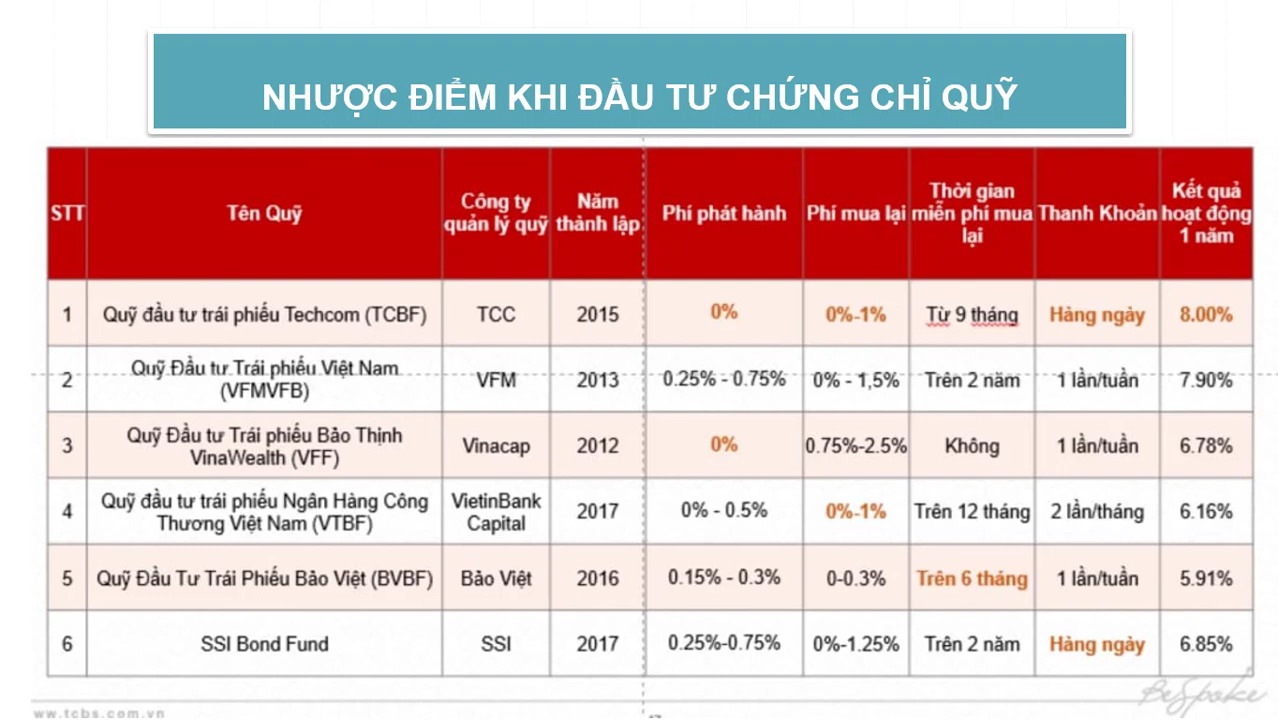 NHƯỢC ĐIỂM KHI ĐẦU TƯ CHỨNG CHỈ QUỸ
STT
Tên Quỹ
Công ty
quản lý quỹ
Năm
thành lập
Phí phát hành
Phí mua lại
Thời gian
miễn phí mua
lại
Thanh Khoản
Kết quả
hoạt động
1 năm
1
Quỹ đầu tư trái phiếu Techcom (TCBF)
TCC
2015
0%
0%-1%
Từ 9 tháng
Hàng ngày
8.00%
2
Quỹ Đầu tư Trái phiếu Việt Nam
(VFMVFB)
VFM
2013
0.25% - 0.75%
0% - 1,5%
Trên 2 năm
1 lần/tuần
7.90%
3
Quỹ Đầu tư Trái phiếu Bảo Thịnh
VinaWealth (VFF)
Vinacap
2012
0%
0.75%-2.5%
Không
1 lần/tuần
6.78%
4
Quỹ đầu tư trái phiếu Ngân Hàng Công
Thương Việt Nam (VTBF)
VietinBank
Capital
2017
0% - 0.5%
0%-1%
Trên 12 tháng
2 lần/tháng
6.16%
5
Quỹ Đầu Tư Trái Phiếu Bảo Việt (BVBF)
Bảo Việt
2016
0.15% - 0.3%
0-0.3%
Trên 6 tháng
1 lần/tuần
5.91%
6
SSI Bond Fund
SSI
2017
0.25%-0.75%
0%-1.25%
Trên 2 năm
Hàng ngày
6.85%
BeSpoke
ww.tcbs.com.vn